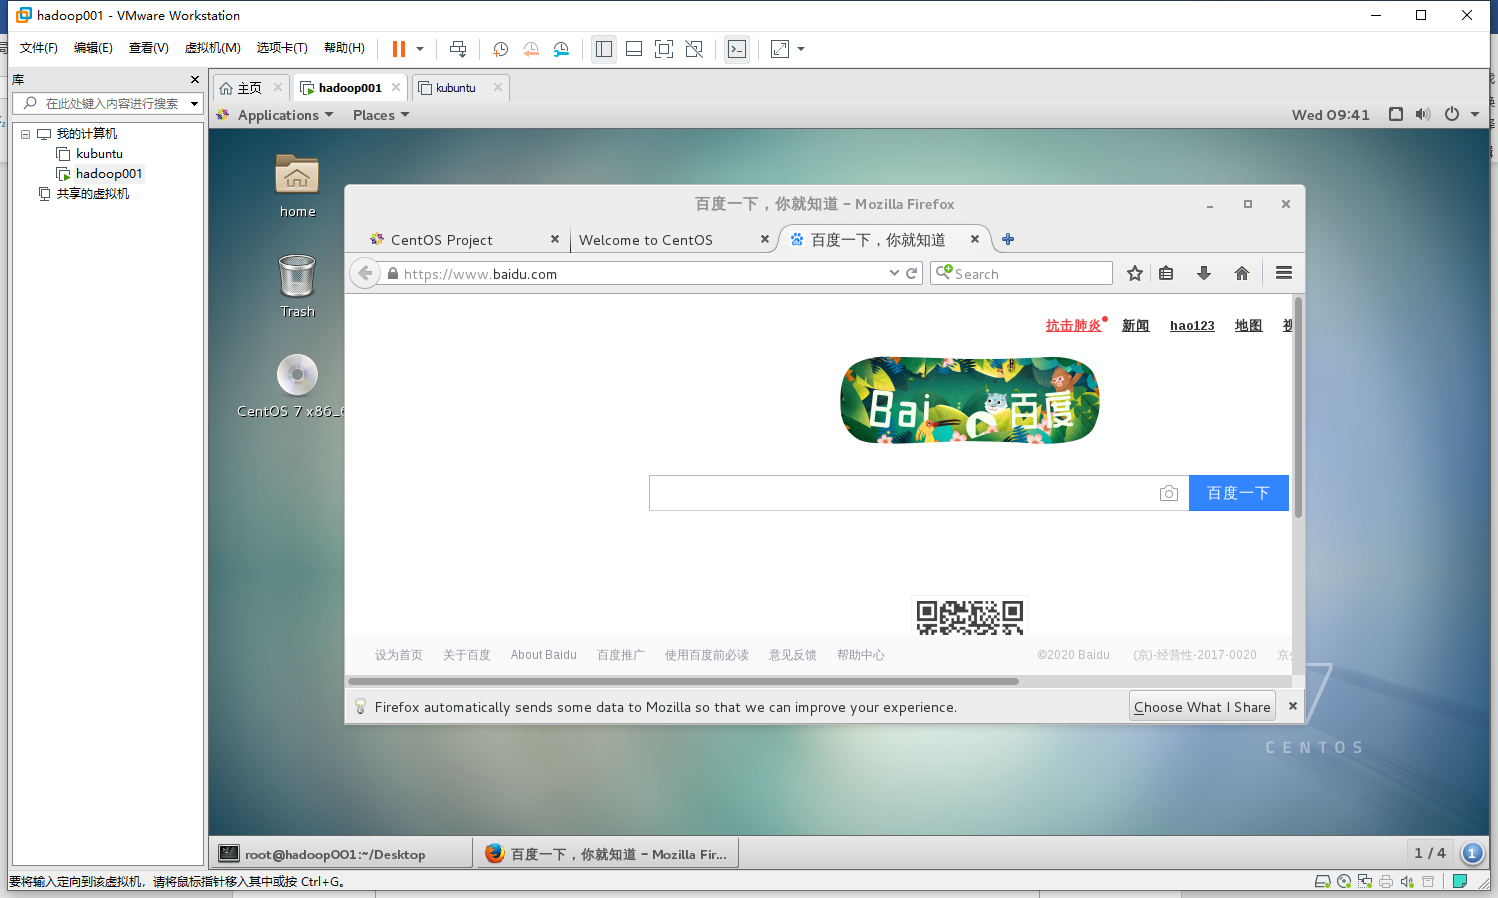 hadoop001 - VMware Workstation
文件(F) 编辑(E) 查看(V) 虚拟机(M) 选项卡(T) 帮助(H)
库
在此处键入内容进行搜索
我的计算机
kubuntu
hadoop001
共享的虚拟机
主页 hadoop001 kubuntu
Applications Places Wed 09:41
home
Trash
CentOS 7 x86_6
百度一下，你就知道 - Mozilla Firefox
CentOS Project Welcome to CentOS 百度一下，你就知道
https://www.baidu.com Search
抗击肺炎 新闻 hao123 地图 视
Bai 百度
百度一下
设为首页 关于百度 About Baidu 百度推广 使用百度前必读 意见反馈 帮助中心 ©2020 Baidu (京)-经营性-2017-0020 京
Firefox automatically sends some data to Mozilla so that we can improve your experience. Choose What I Share
7
CENTOS
root@hadoop001:~/Desktop 百度一下，你就知道 - Mozilla Fir... 1 / 4 1
要将输入定向到该虚拟机，请将鼠标指针移入其中或按 Ctrl+G。